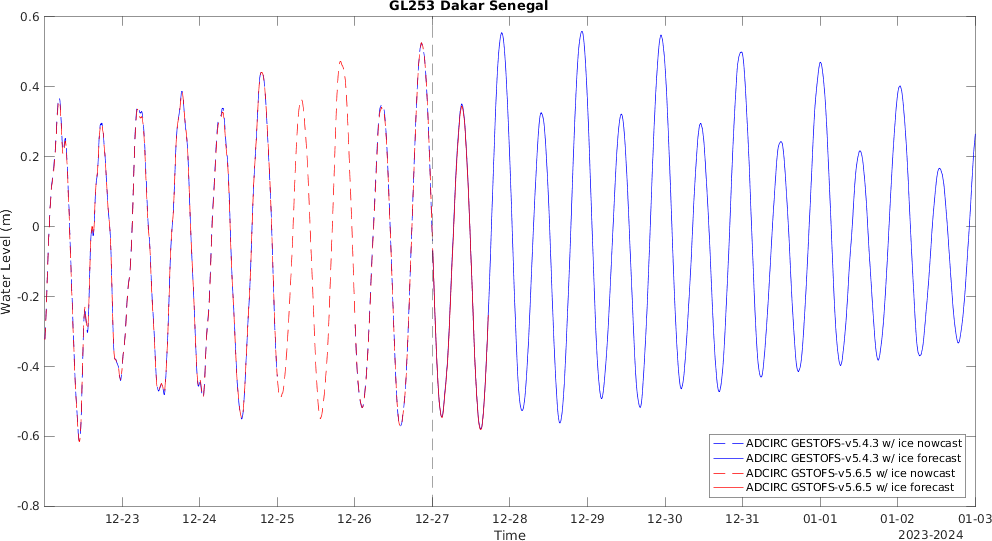 GL253 Dakar Senegal
0.6
0.4
0.2
0
-0.2
-0.4
-0.6
-0.8
Water Level (m)
12-23 12-24 12-25 12-26 12-27 12-28 12-29 12-30 12-31 01-01 01-02 01-03
Time
2023-2024
ADCIRC GESTOFS-v5.4.3 w/ ice nowcast
ADCIRC GESTOFS-v5.4.3 w/ ice forecast
ADCIRC GSTOFS-v5.6.5 w/ ice nowcast
ADCIRC GSTOFS-v5.6.5 w/ ice forecast